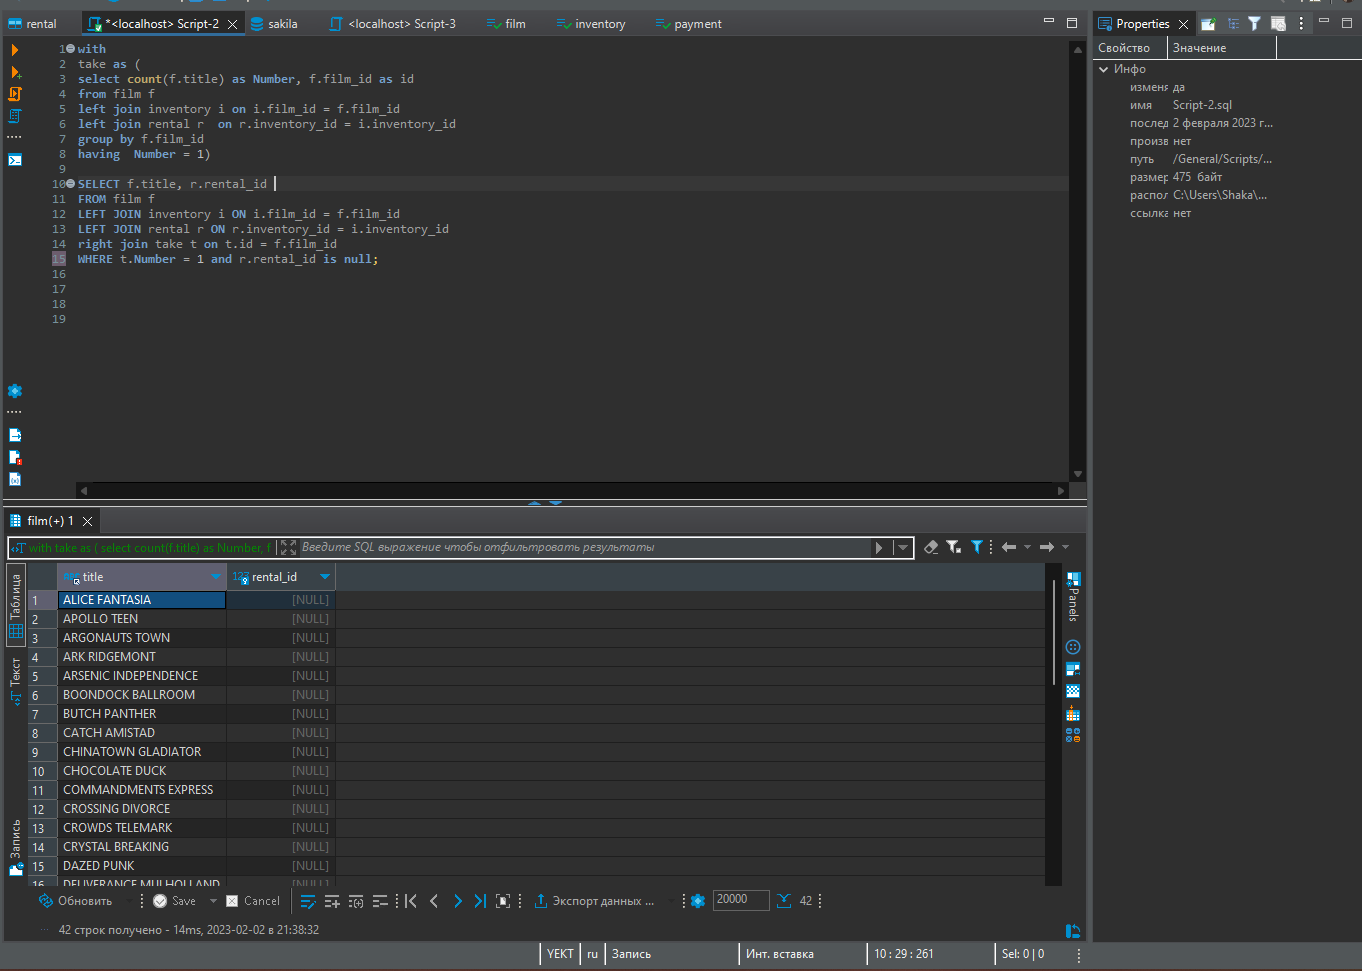 rental
*<localhost> Script-2
sakila
<localhost> Script-3
film
inventory
payment
Properties
Свойство
Значение
Инфо
изменя да
имя Script-2.sql
послед 2 февраля 2023 г...
произв нет
путь /General/Scripts/...
размер 475 байт
распол C:\Users\Shaka\...
ссылка нет
1 with
2 take as (
3 select count(f.title) as Number, f.film_id as id
4 from film f
5 left join inventory i on i.film_id = f.film_id
6 left join rental r  on r.inventory_id = i.inventory_id
7 group by f.film_id
8 having  Number = 1)
9
10 SELECT f.title, r.rental_id
11 FROM film f
12 LEFT JOIN inventory i ON i.film_id = f.film_id
13 LEFT JOIN rental r ON r.inventory_id = i.inventory_id
14 right join take t on t.id = f.film_id
15 WHERE t.Number = 1 and r.rental_id is null;
16
17
18
19
film(+) 1
with take as ( select count(f.title) as Number, f
Введите SQL выражение чтобы отфильтровать результаты
Таблица
Текст
Запись
Panels
title
123 rental_id
1 ALICE FANTASIA [NULL]
2 APOLLO TEEN [NULL]
3 ARGONAUTS TOWN [NULL]
4 ARK RIDGEMONT [NULL]
5 ARSENIC INDEPENDENCE [NULL]
6 BOONDOCK BALLROOM [NULL]
7 BUTCH PANTHER [NULL]
8 CATCH AMISTAD [NULL]
9 CHINATOWN GLADIATOR [NULL]
10 CHOCOLATE DUCK [NULL]
11 COMMANDMENTS EXPRESS [NULL]
12 CROSSING DIVORCE [NULL]
13 CROWDS TELEMARK [NULL]
14 CRYSTAL BREAKING [NULL]
15 DAZED PUNK [NULL]
16 DELIVERANCE MULHOLLAND [NULL]
Обновить
Save
Cancel
Экспорт данных ...
20000
42
42 строк получено - 14ms, 2023-02-02 в 21:38:32
YEKT
ru
Запись
Инт. вставка
10 : 29 : 261
Sel: 0 | 0